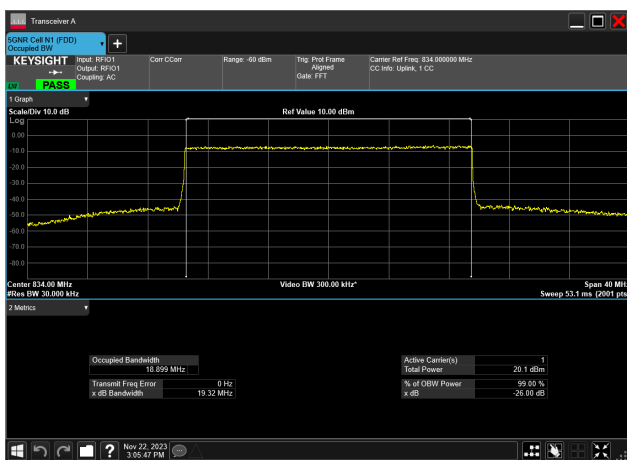 Transceiver A
5GNR Cell N1 (FDD)
Occupied BW
KEYSIGHT
LNI
PASS
Input: RFIO1
Output: RFIO1
Coupling: AC
Corr CCorr
Range: -60 dBm
Trig: Prot Frame
Aligned
Gate: FFT
Carrier Ref Freq: 834.000000 MHz
CC Info: Uplink, 1 CC
1 Graph
Scale/Div 10.0 dB
Ref Value 10.00 dBm
Log
0.00
-10.0
-20.0
-30.0
-40.0
-50.0
-60.0
-70.0
-80.0
Center 834.00 MHz
Video BW 300.00 kHz*
Span 40 MHz
#Res BW 30.000 kHz
Sweep 53.1 ms (2001 pts
2 Metrics
Occupied Bandwidth
18.899 MHz
Transmit Freq Error 0 Hz
x dB Bandwidth 19.32 MHz
Active Carrier(s) 1
Total Power 20.1 dBm
% of OBW Power 99.00 %
x dB -26.00 dB
Nov 22, 2023
3:05:47 PM